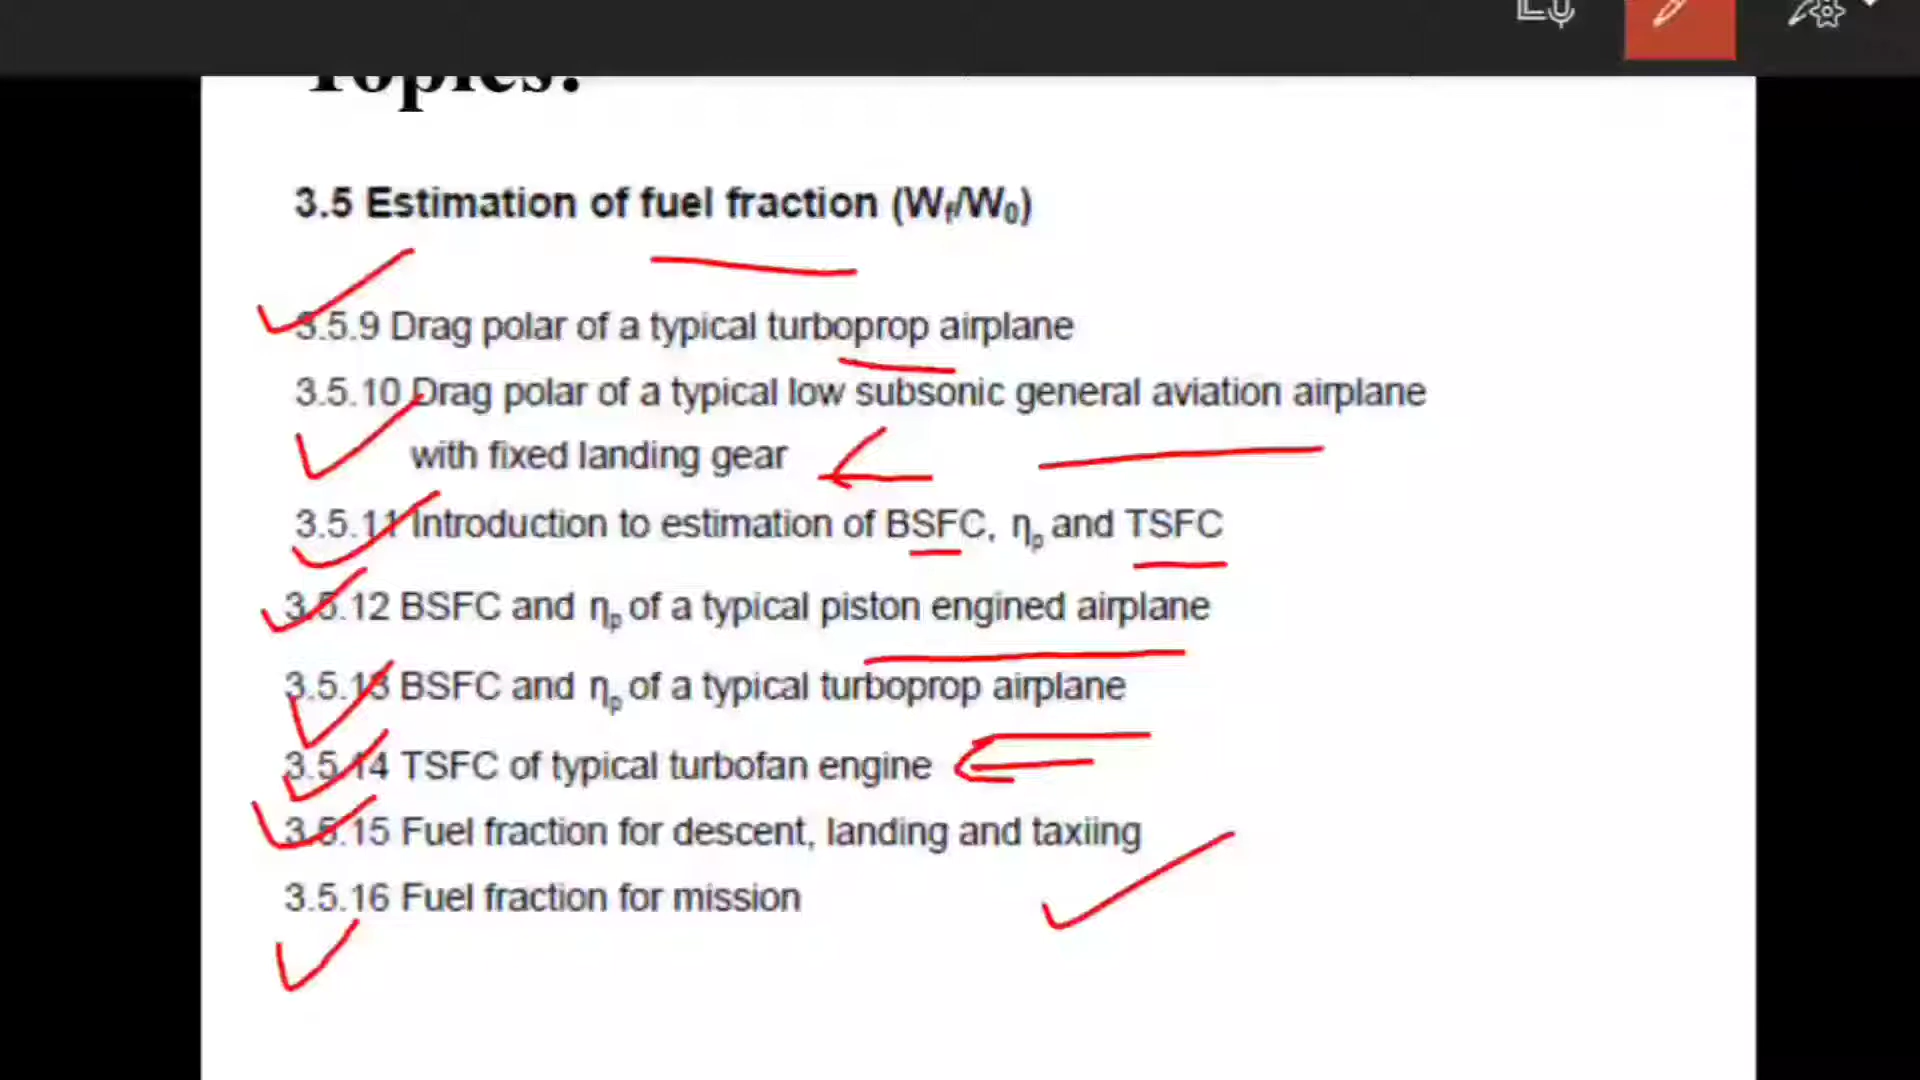 Topics:
3.5 Estimation of fuel fraction (Wf/W0)
3.5.9 Drag polar of a typical turboprop airplane
3.5.10 Drag polar of a typical low subsonic general aviation airplane
with fixed landing gear
3.5.11 Introduction to estimation of BSFC, ηp and TSFC
3.5.12 BSFC and ηp of a typical piston engined airplane
3.5.13 BSFC and ηp of a typical turboprop airplane
3.5.14 TSFC of typical turbofan engine
3.5.15 Fuel fraction for descent, landing and taxiing
3.5.16 Fuel fraction for mission